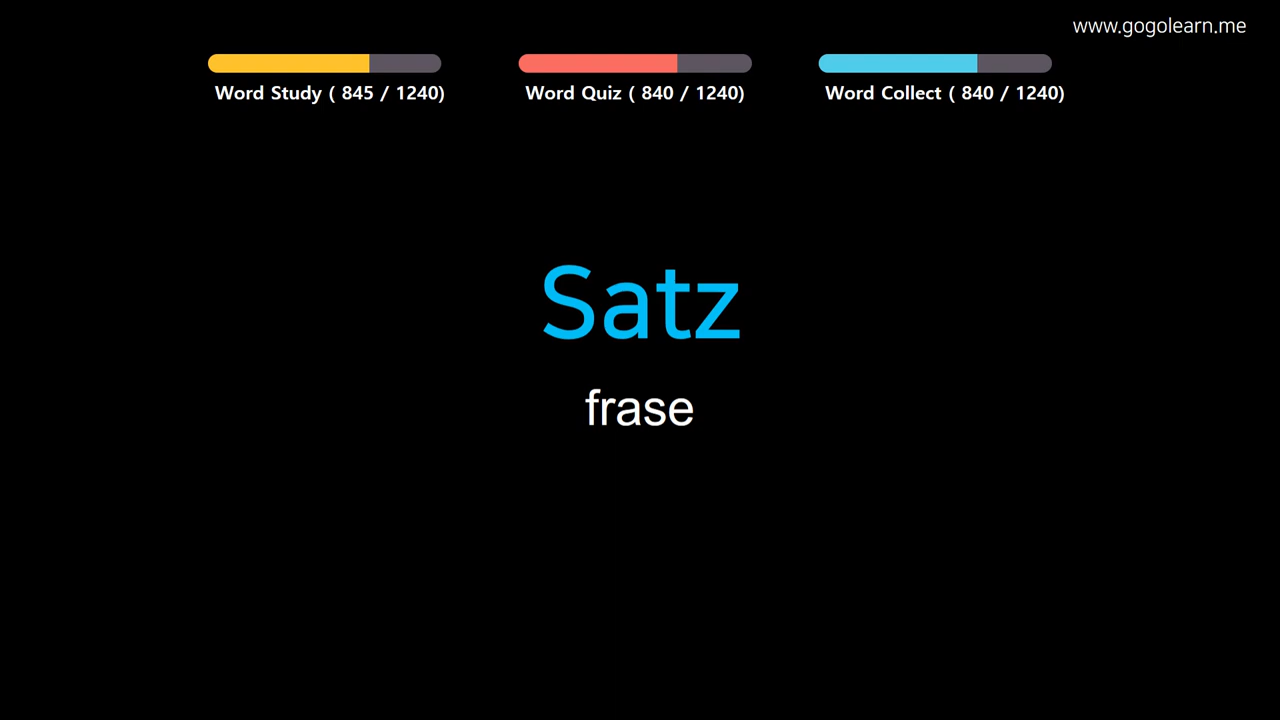 www.gogolearn.me
Word Study ( 845 / 1240)
Word Quiz ( 840 / 1240)
Word Collect ( 840 / 1240)
Satz
frase